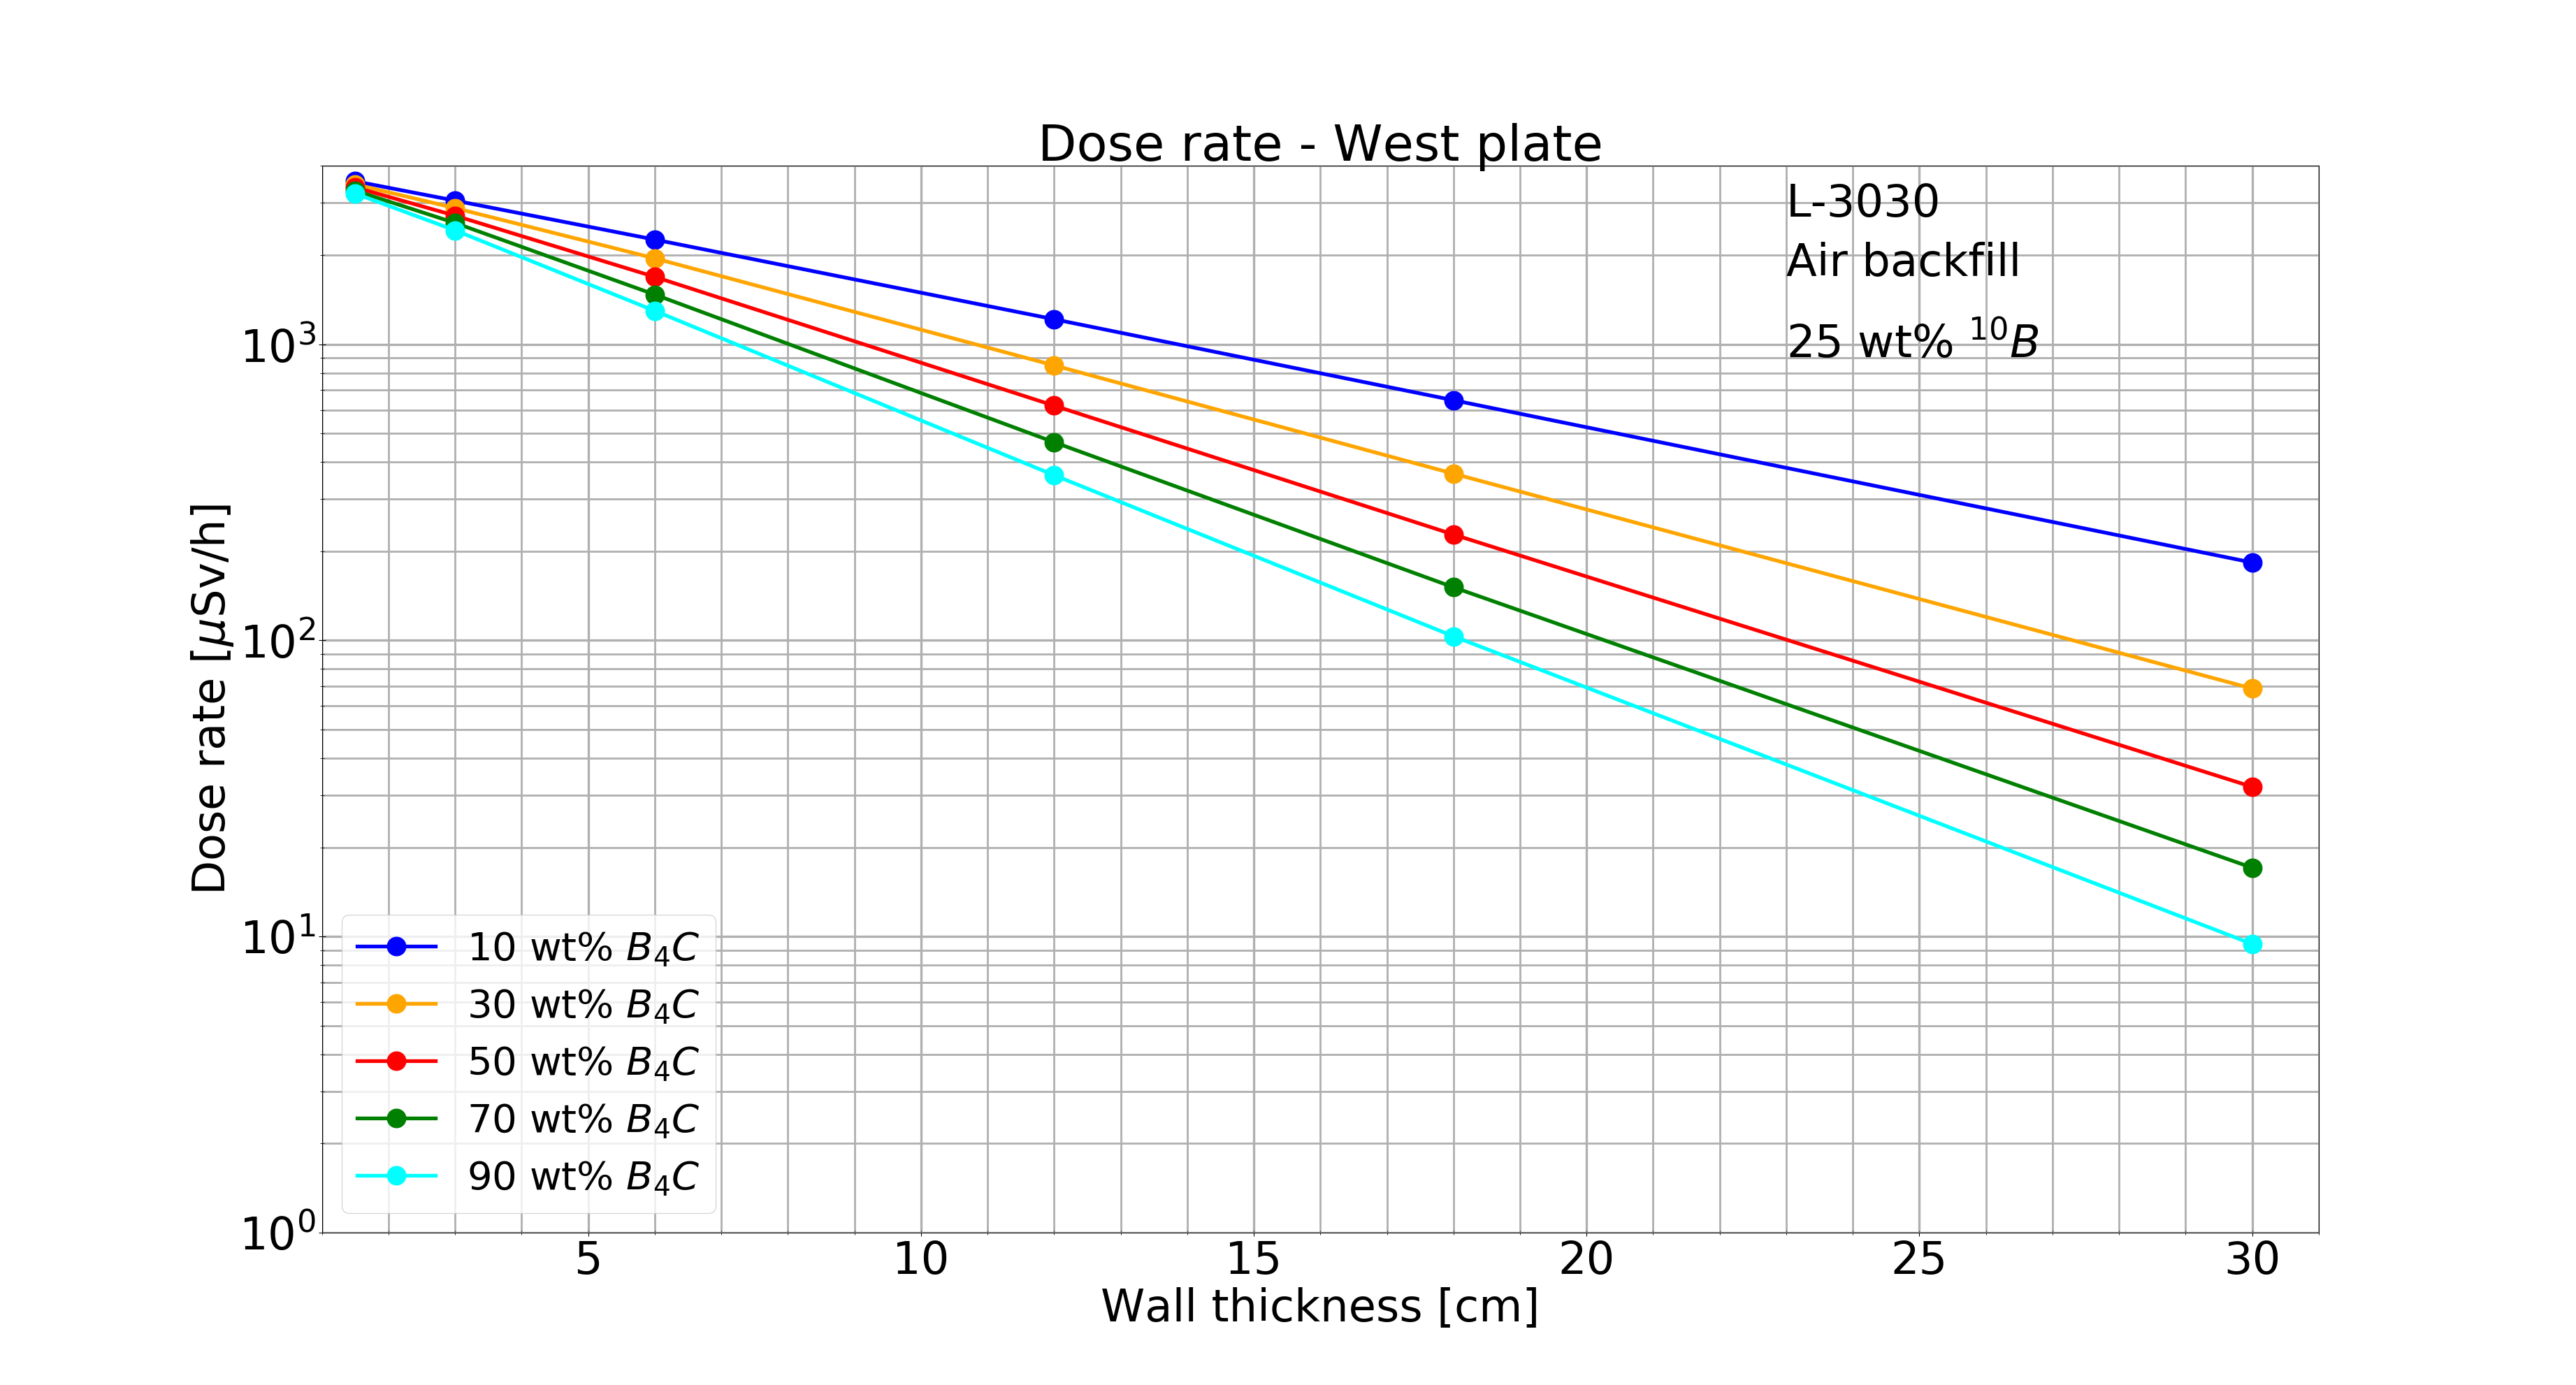 Dose rate - West plate
L-3030
Air backfill
25 wt% ¹⁰B
Dose rate [μSv/h]
10³
10²
10¹
10⁰
10 wt% B₄C
30 wt% B₄C
50 wt% B₄C
70 wt% B₄C
90 wt% B₄C
5 10 15 20 25 30
Wall thickness [cm]